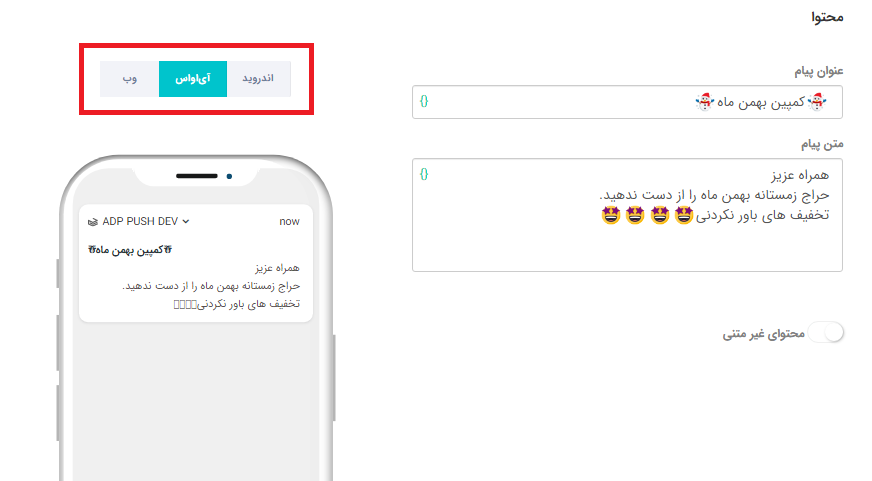 محتوا
عنوان پیام
☃کمپین بهمن ماه☃
{}
متن پیام
همراه عزیز
حراج زمستانه بهمن ماه را از دست ندهید.
تخفیف های باور نکردنی🤩🤩🤩🤩
{}
محتوای غیر متنی
اندروید
آی‌اواس
وب
ADP PUSH DEV
now
☃کمپین بهمن ماه☃
همراه عزیز
حراج زمستانه بهمن ماه را از دست ندهید.
تخفیف های باور نکردنی▯▯▯▯